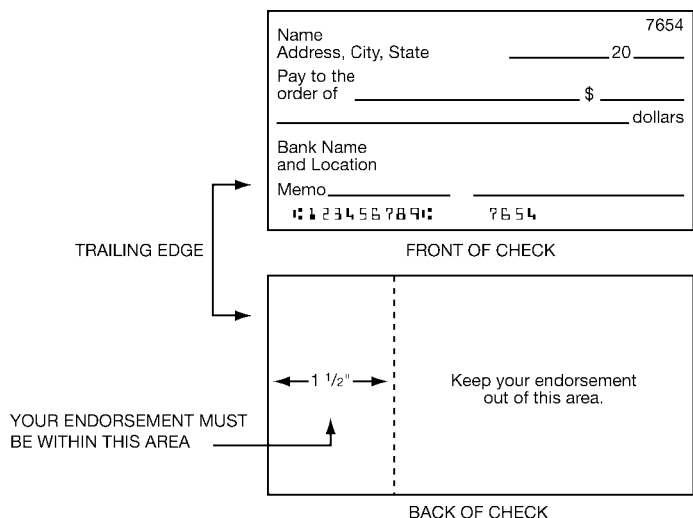 7654
Name
Address, City, State 20
Pay to the
order of $
dollars
Bank Name
and Location
Memo
⑆123456789⑆ 7654
TRAILING EDGE
FRONT OF CHECK
1 1/2"
Keep your endorsement
out of this area.
YOUR ENDORSEMENT MUST
BE WITHIN THIS AREA
BACK OF CHECK